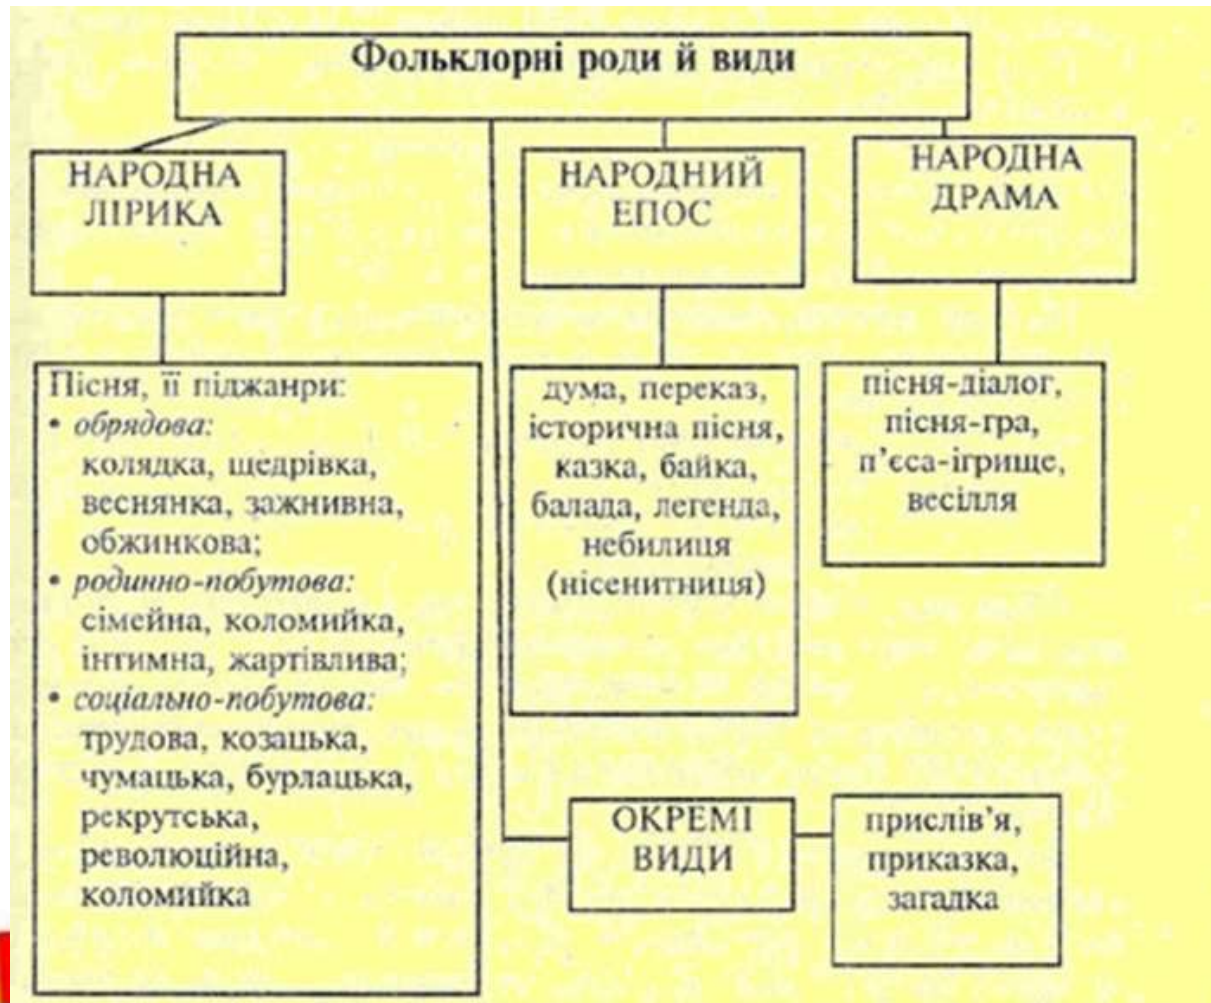 Фольклорні роди й види
НАРОДНА
ЛІРИКА
НАРОДНИЙ
ЕПОС
НАРОДНА
ДРАМА
Пісня, її піджанри:
• обрядова:
колядка, щедрівка,
веснянка, зажнивна,
обжинкова;
• родинно-побутова:
сімейна, коломийка,
інтимна, жартівлива;
• соціально-побутова:
трудова, козацька,
чумацька, бурлацька,
рекрутська,
революційна,
коломийка
дума, переказ,
історична пісня,
казка, байка,
балада, легенда,
небилиця
(нісенитниця)
пісня-діалог,
пісня-гра,
п’єса-ігрище,
весілля
ОКРЕМІ
ВИДИ
прислів’я,
приказка,
загадка